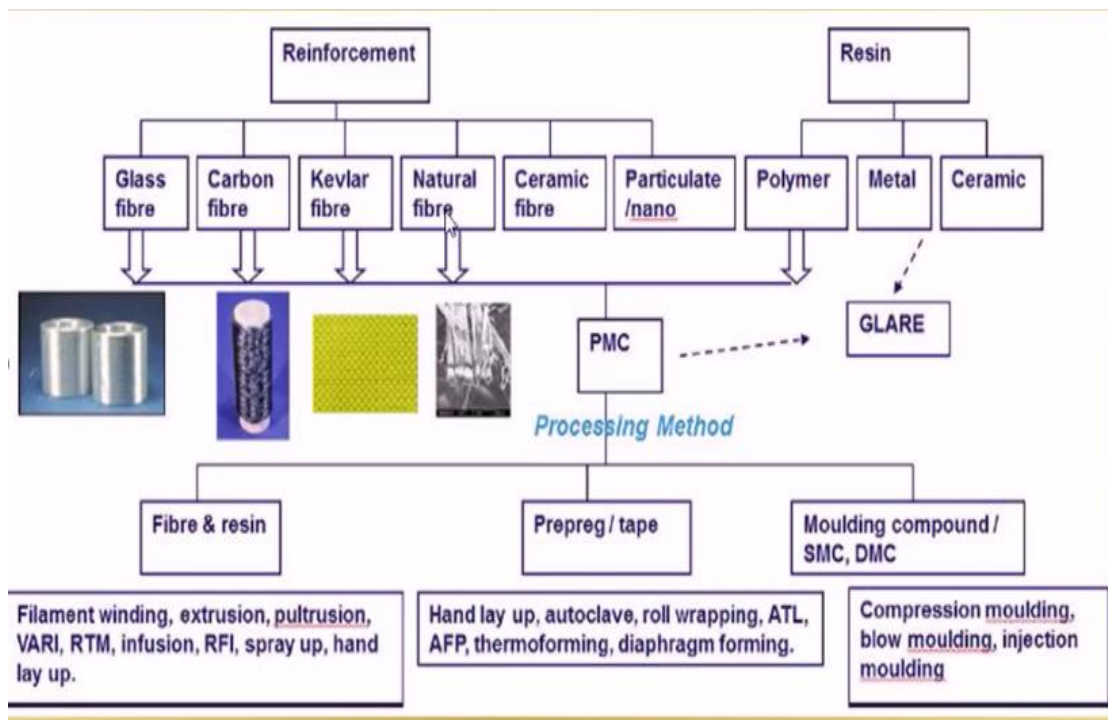 Reinforcement
Resin
Glass
fibre
Carbon
fibre
Kevlar
fibre
Natural
fibre
Ceramic
fibre
Particulate
/nano
Polymer
Metal
Ceramic
PMC
GLARE
Processing Method
Fibre & resin
Prepreg / tape
Moulding compound /
SMC, DMC
Filament winding, extrusion, pultrusion,
VARI, RTM, infusion, RFI, spray up, hand
lay up.
Hand lay up, autoclave, roll wrapping, ATL,
AFP, thermoforming, diaphragm forming.
Compression moulding,
blow moulding, injection
moulding